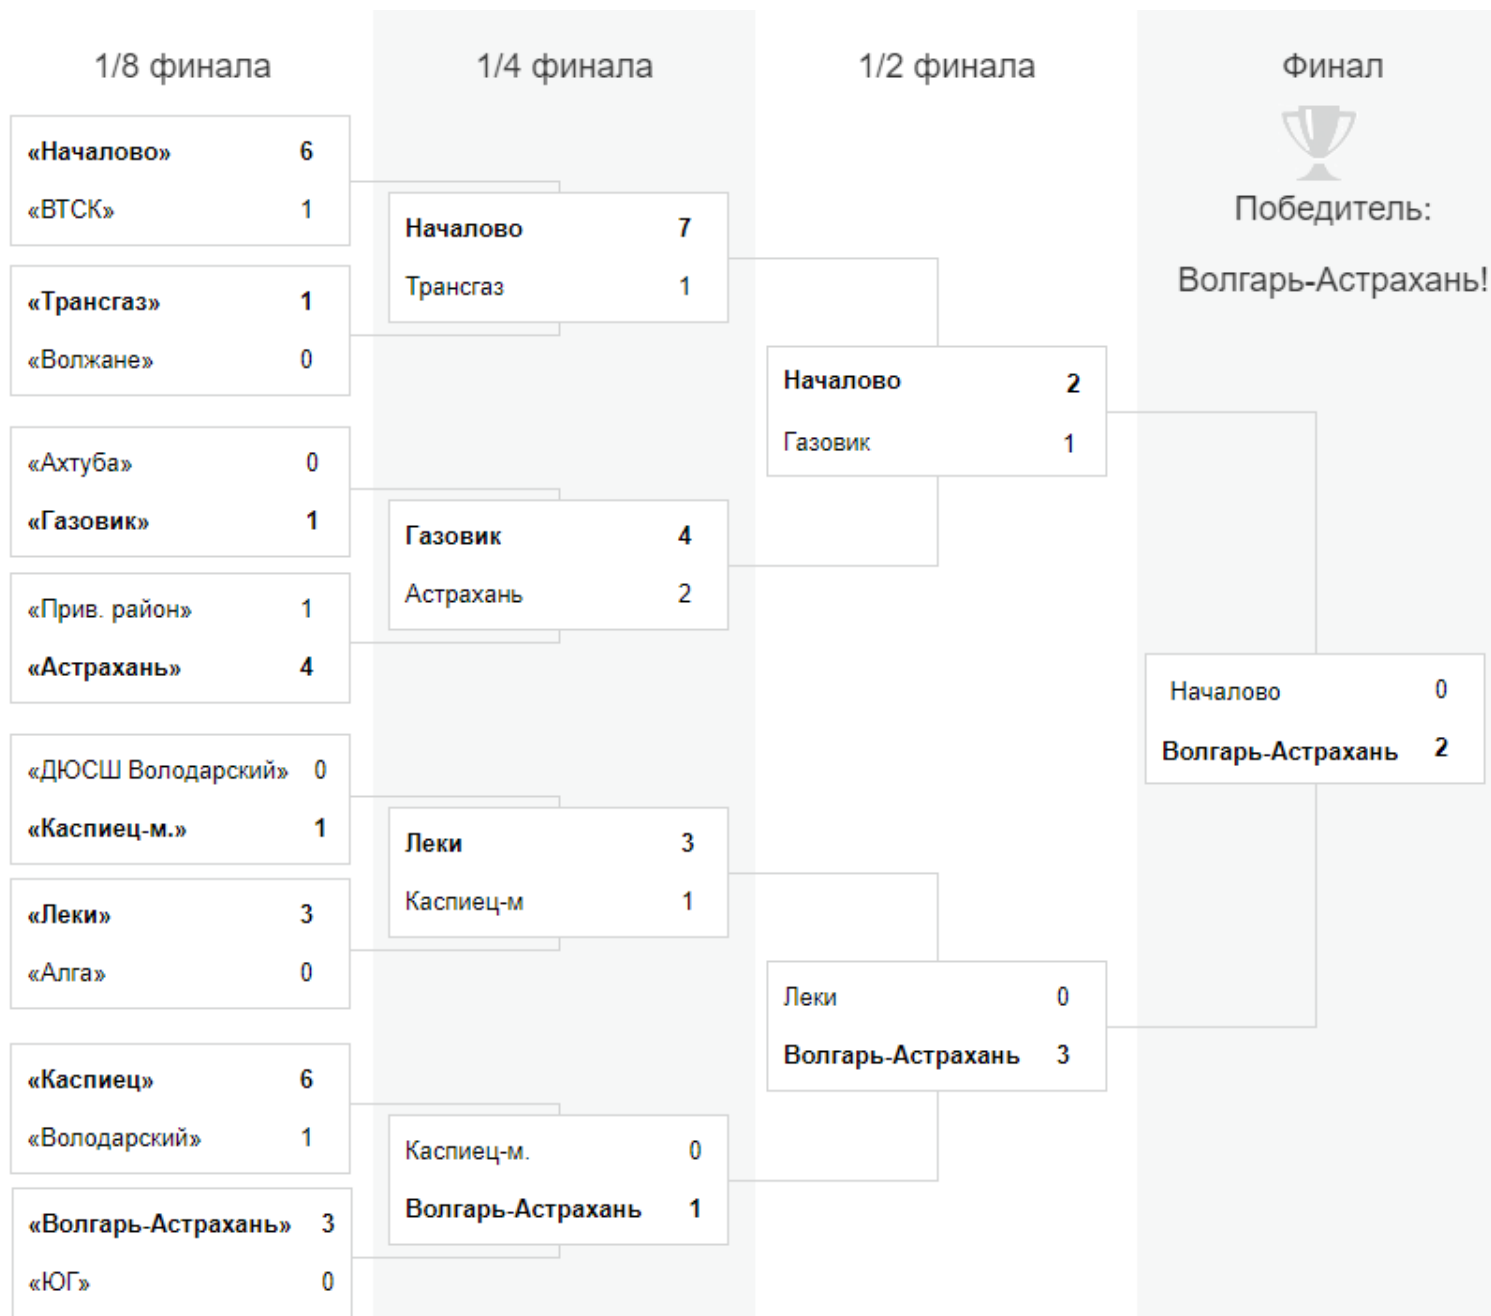 1/8 финала
«Началово» 6
«ВТСК» 1
«Трансгаз» 1
«Волжане» 0
«Ахтуба» 0
«Газовик» 1
«Прив. район» 1
«Астрахань» 4
«ДЮСШ Володарский» 0
«Каспиец-м.» 1
«Леки» 3
«Алга» 0
«Каспиец» 6
«Володарский» 1
«Волгарь-Астрахань» 3
«ЮГ» 0
1/4 финала
Началово 7
Трансгаз 1
Газовик 4
Астрахань 2
Леки 3
Каспиец-м 1
Каспиец-м. 0
Волгарь-Астрахань 1
1/2 финала
Началово 2
Газовик 1
Леки 0
Волгарь-Астрахань 3
Финал
Победитель:
Волгарь-Астрахань!
Началово 0
Волгарь-Астрахань 2